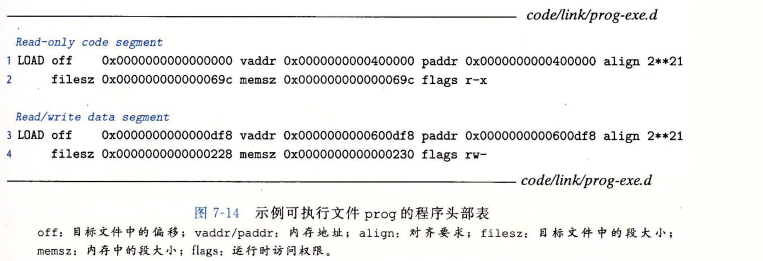 code/link/prog-exe.d
Read-only code segment
1 LOAD off 0x0000000000000000 vaddr 0x0000000000400000 paddr 0x0000000000400000 align 2**21
2 filesz 0x000000000000069c memsz 0x000000000000069c flags r-x
Read/write data segment
3 LOAD off 0x0000000000000df8 vaddr 0x0000000000600df8 paddr 0x0000000000600df8 align 2**21
4 filesz 0x0000000000000228 memsz 0x0000000000000230 flags rw-
code/link/prog-exe.d
图 7-14 示例可执行文件 prog 的程序头部表
off：目标文件中的偏移；vaddr/paddr：内存地址；align：对齐要求；filesz：目标文件中的段大小；
memsz：内存中的段大小；flags：运行时访问权限。